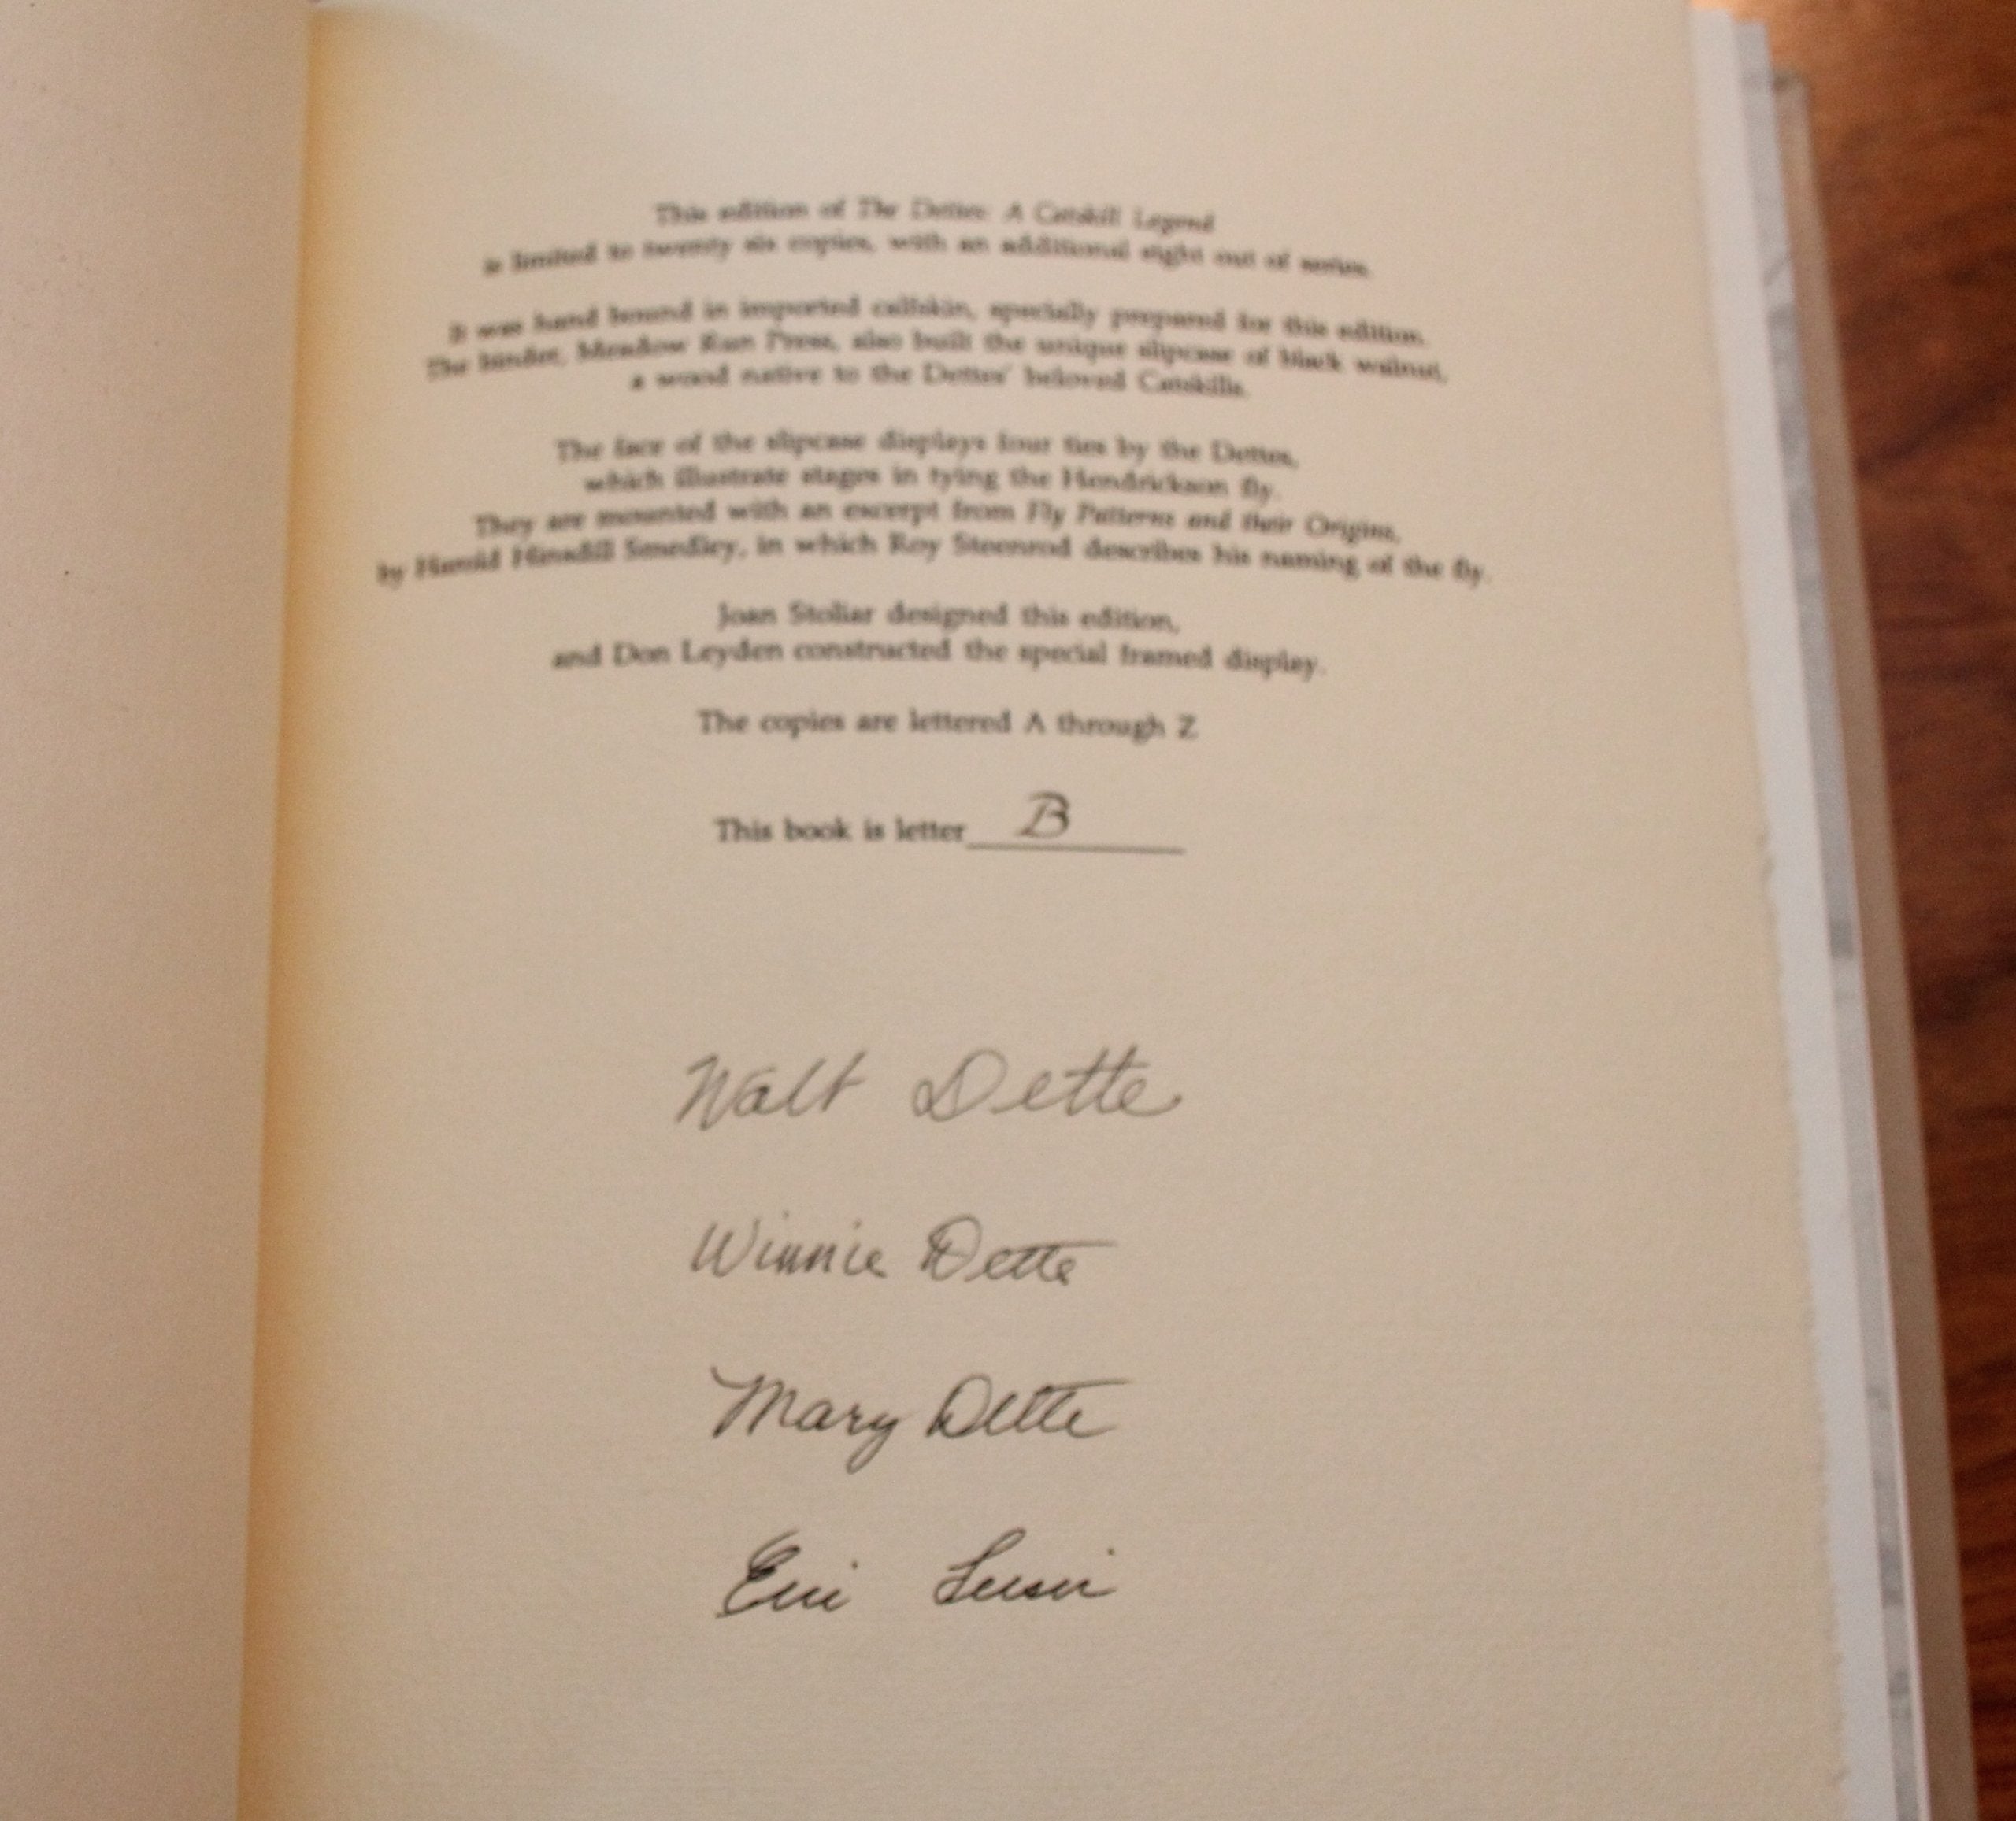 This edition of The Dettes: A Catskill Legend
is limited to twenty six copies, with an additional eight out of series.
It was hand bound in imported calfskin, specially prepared for this edition.
The binder, Meadow Run Press, also built the unique slipcase of black walnut,
a wood native to the Dettes' beloved Catskills.
The face of the slipcase displays four ties by the Dettes,
which illustrate stages in tying the Hendrickson fly.
They are mounted with an excerpt from Fly Patterns and their Origins,
by Harold Hinsdill Smedley, in which Roy Steenrod describes his naming of the fly.
Joan Stoliar designed this edition,
and Don Leyden constructed the special framed display.
The copies are lettered A through Z
This book is letter B
Walt Dette
Winnie Dette
Mary Dette
Eric Leiser